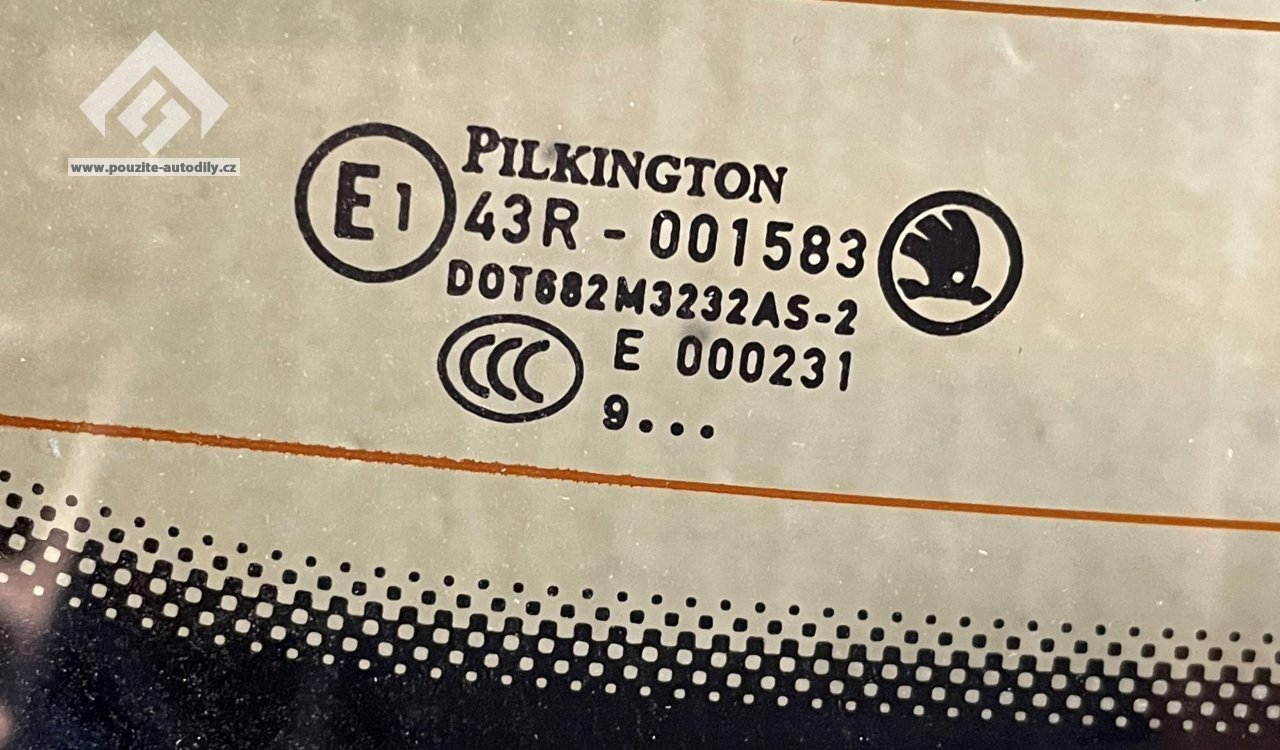 www.pouzite-autodily.cz
PILKINGTON
E1
43R - 001583
DOT682M3232AS-2
CCC E 000231
9...